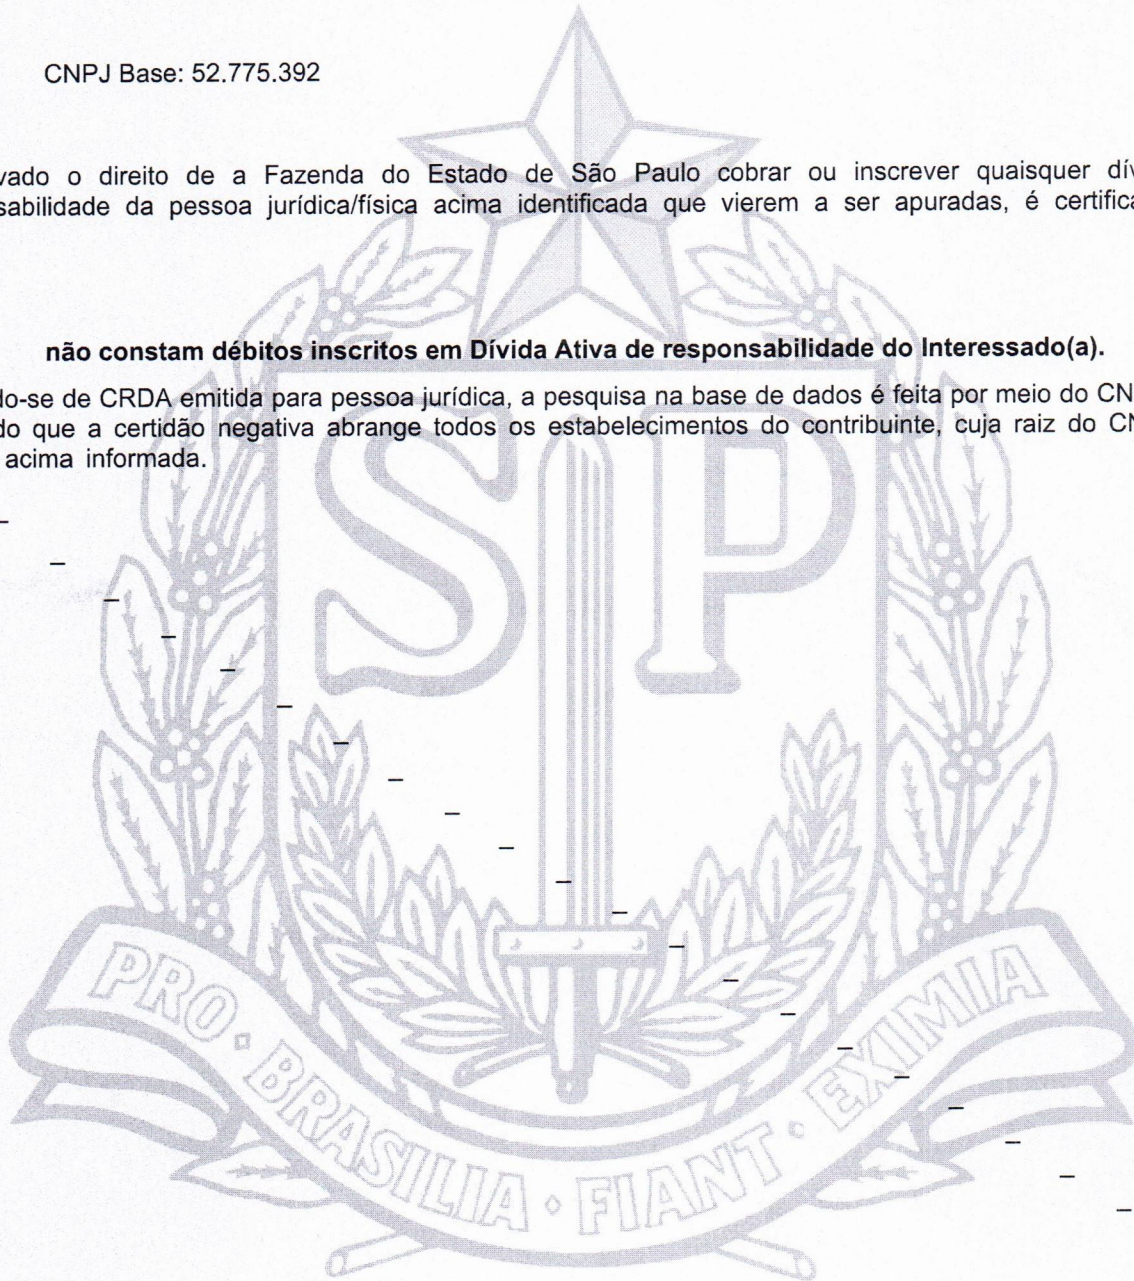 CNPJ Base: 52.775.392
vado o direito de a Fazenda do Estado de São Paulo cobrar ou inscrever quaisquer dív
sabilidade da pessoa jurídica/física acima identificada que vierem a ser apuradas, é certifica
não constam débitos inscritos em Dívida Ativa de responsabilidade do Interessado(a).
do-se de CRDA emitida para pessoa jurídica, a pesquisa na base de dados é feita por meio do CN
do que a certidão negativa abrange todos os estabelecimentos do contribuinte, cuja raiz do CN
acima informada.
SP
PRO · BRASILIA · FIANT · EXIMIA